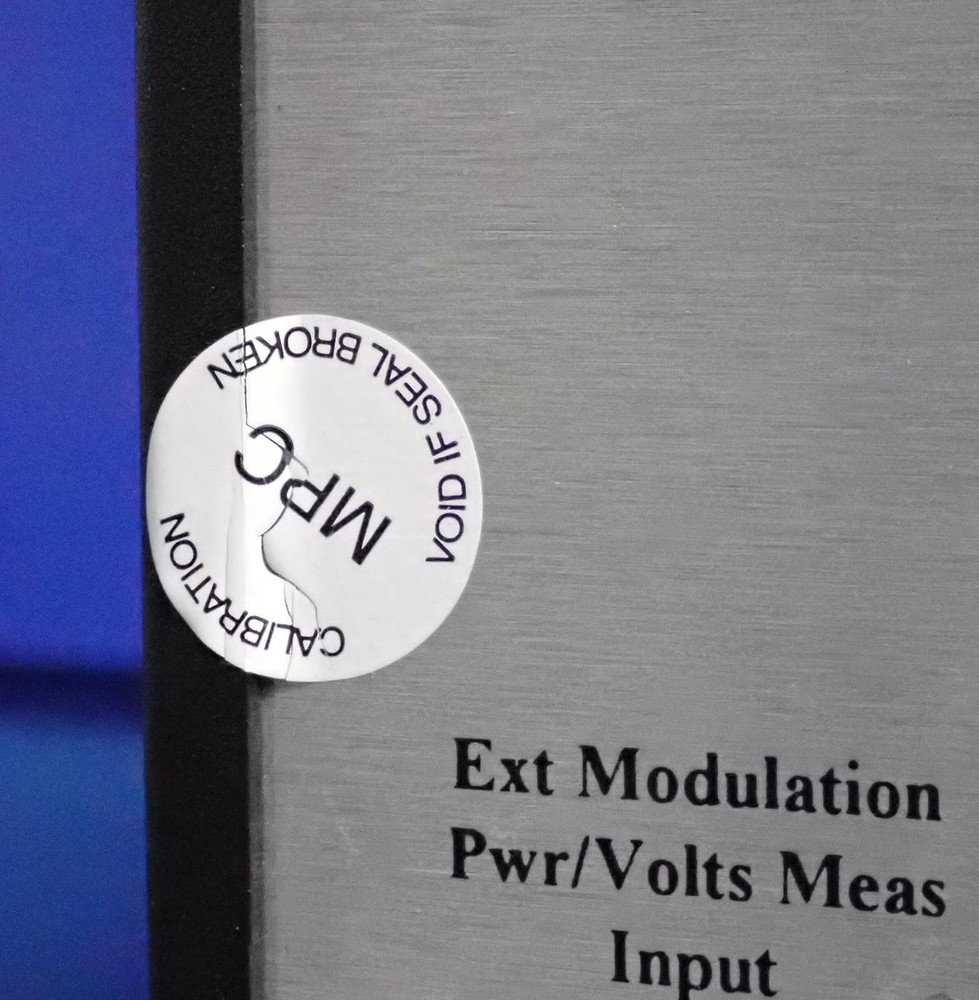 CALIBRATION
MPC
VOID IF SEAL BROKEN
Ext Modulation
Pwr/Volts Meas
Input